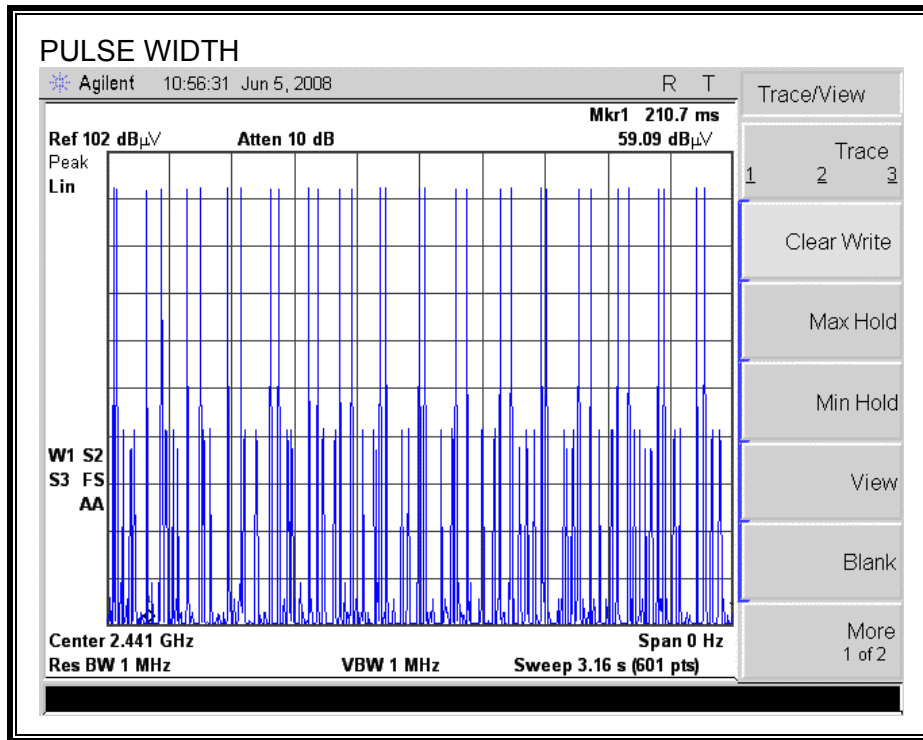 PULSE WIDTH
Agilent 10:56:31 Jun 5, 2008 R T
Mkr1 210.7 ms
Ref 102 dBμV Atten 10 dB 59.09 dBμV
Peak
Lin
W1 S2
S3 FS
AA
Center 2.441 GHz Span 0 Hz
Res BW 1 MHz VBW 1 MHz Sweep 3.16 s (601 pts)
Trace/View
Trace
1 2 3
Clear Write
Max Hold
Min Hold
View
Blank
More
1 of 2